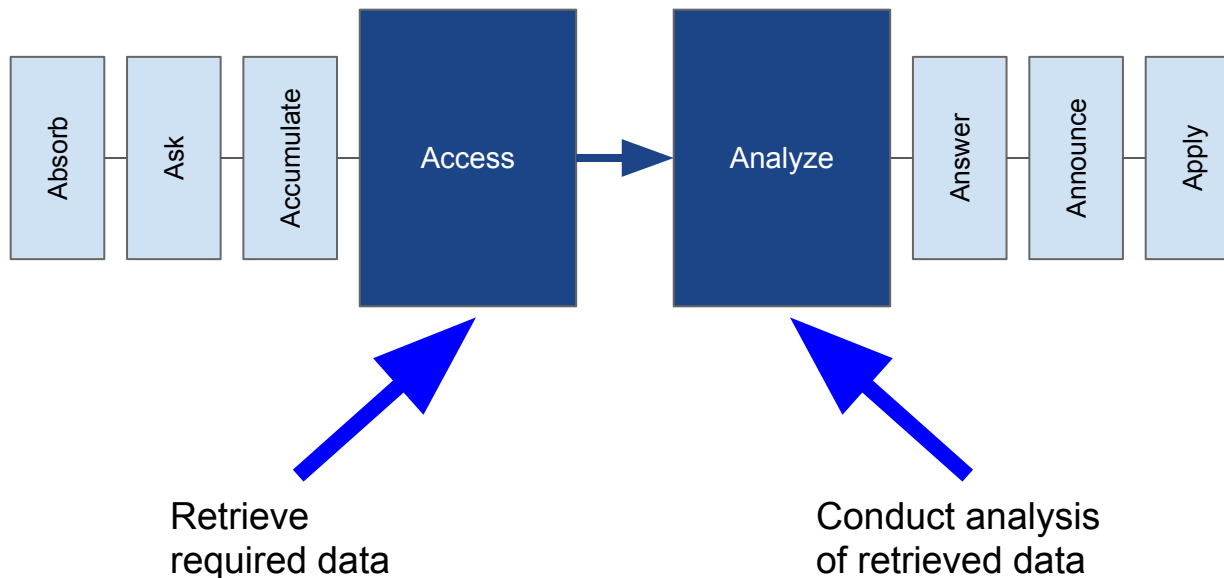 Absorb
Ask
Accumulate
Access
Analyze
Answer
Announce
Apply
Retrieve
required data
Conduct analysis
of retrieved data